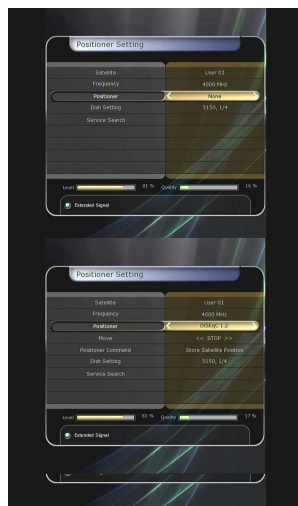 Positioner Setting
Satellite User 01
Frequency 4000 MHz
Positioner None
Dish Setting 5150, 1/4
Service Search
Level 81 % Quality 16 %
Extended Signal
Positioner Setting
Satellite User 01
Frequency 4000 MHz
Positioner DiSEqC 1.2
Move << STOP >>
Positioner Command Store Satellite Position
Dish Setting 5150, 1/4
Service Search
Level 81 % Quality 17 %
Extended Signal